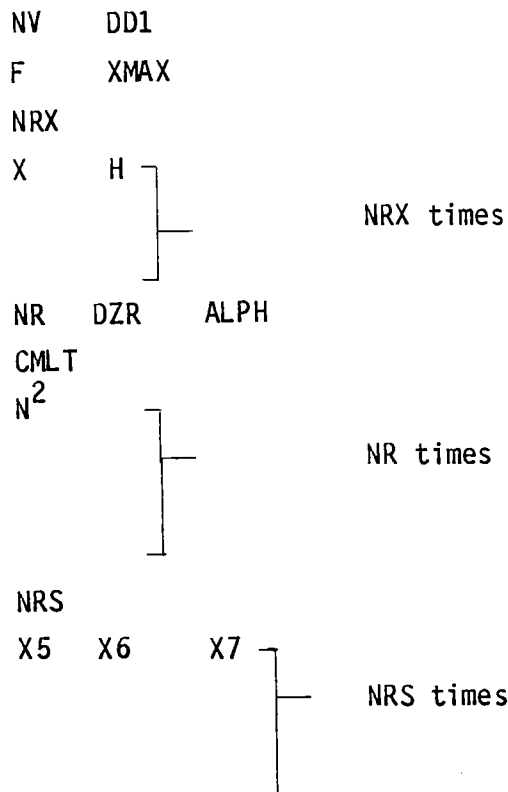 NV DD1
F XMAX
NRX
X H
NRX times
NR DZR ALPH
CMLT
N²
NR times
NRS
X5 X6 X7
NRS times